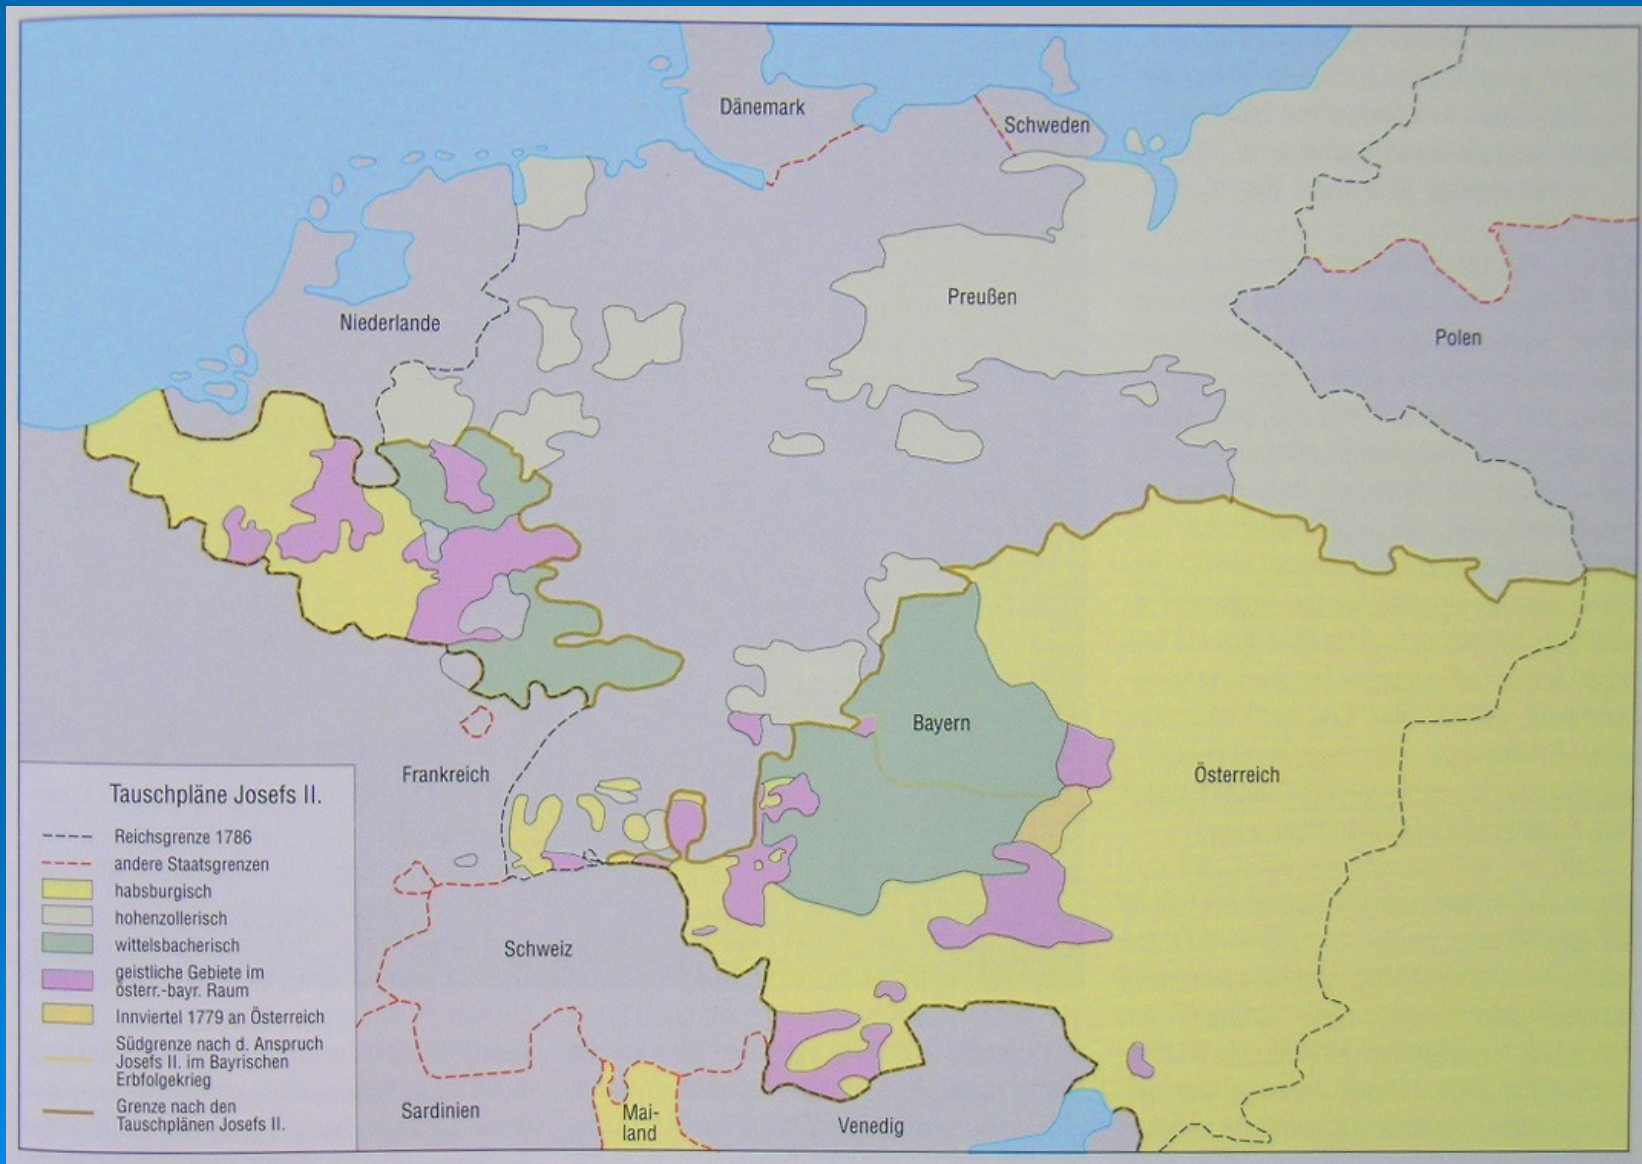 Dänemark
Schweden
Preußen
Niederlande
Polen
Bayern
Frankreich
Österreich
Schweiz
Sardinien
Mai-
land
Venedig
Tauschpläne Josefs II.
Reichsgrenze 1786
andere Staatsgrenzen
habsburgisch
hohenzollerisch
wittelsbacherisch
geistliche Gebiete im
österr.-bayr. Raum
Innviertel 1779 an Österreich
Südgrenze nach d. Anspruch
Josefs II. im Bayrischen
Erbfolgekrieg
Grenze nach den
Tauschplänen Josefs II.